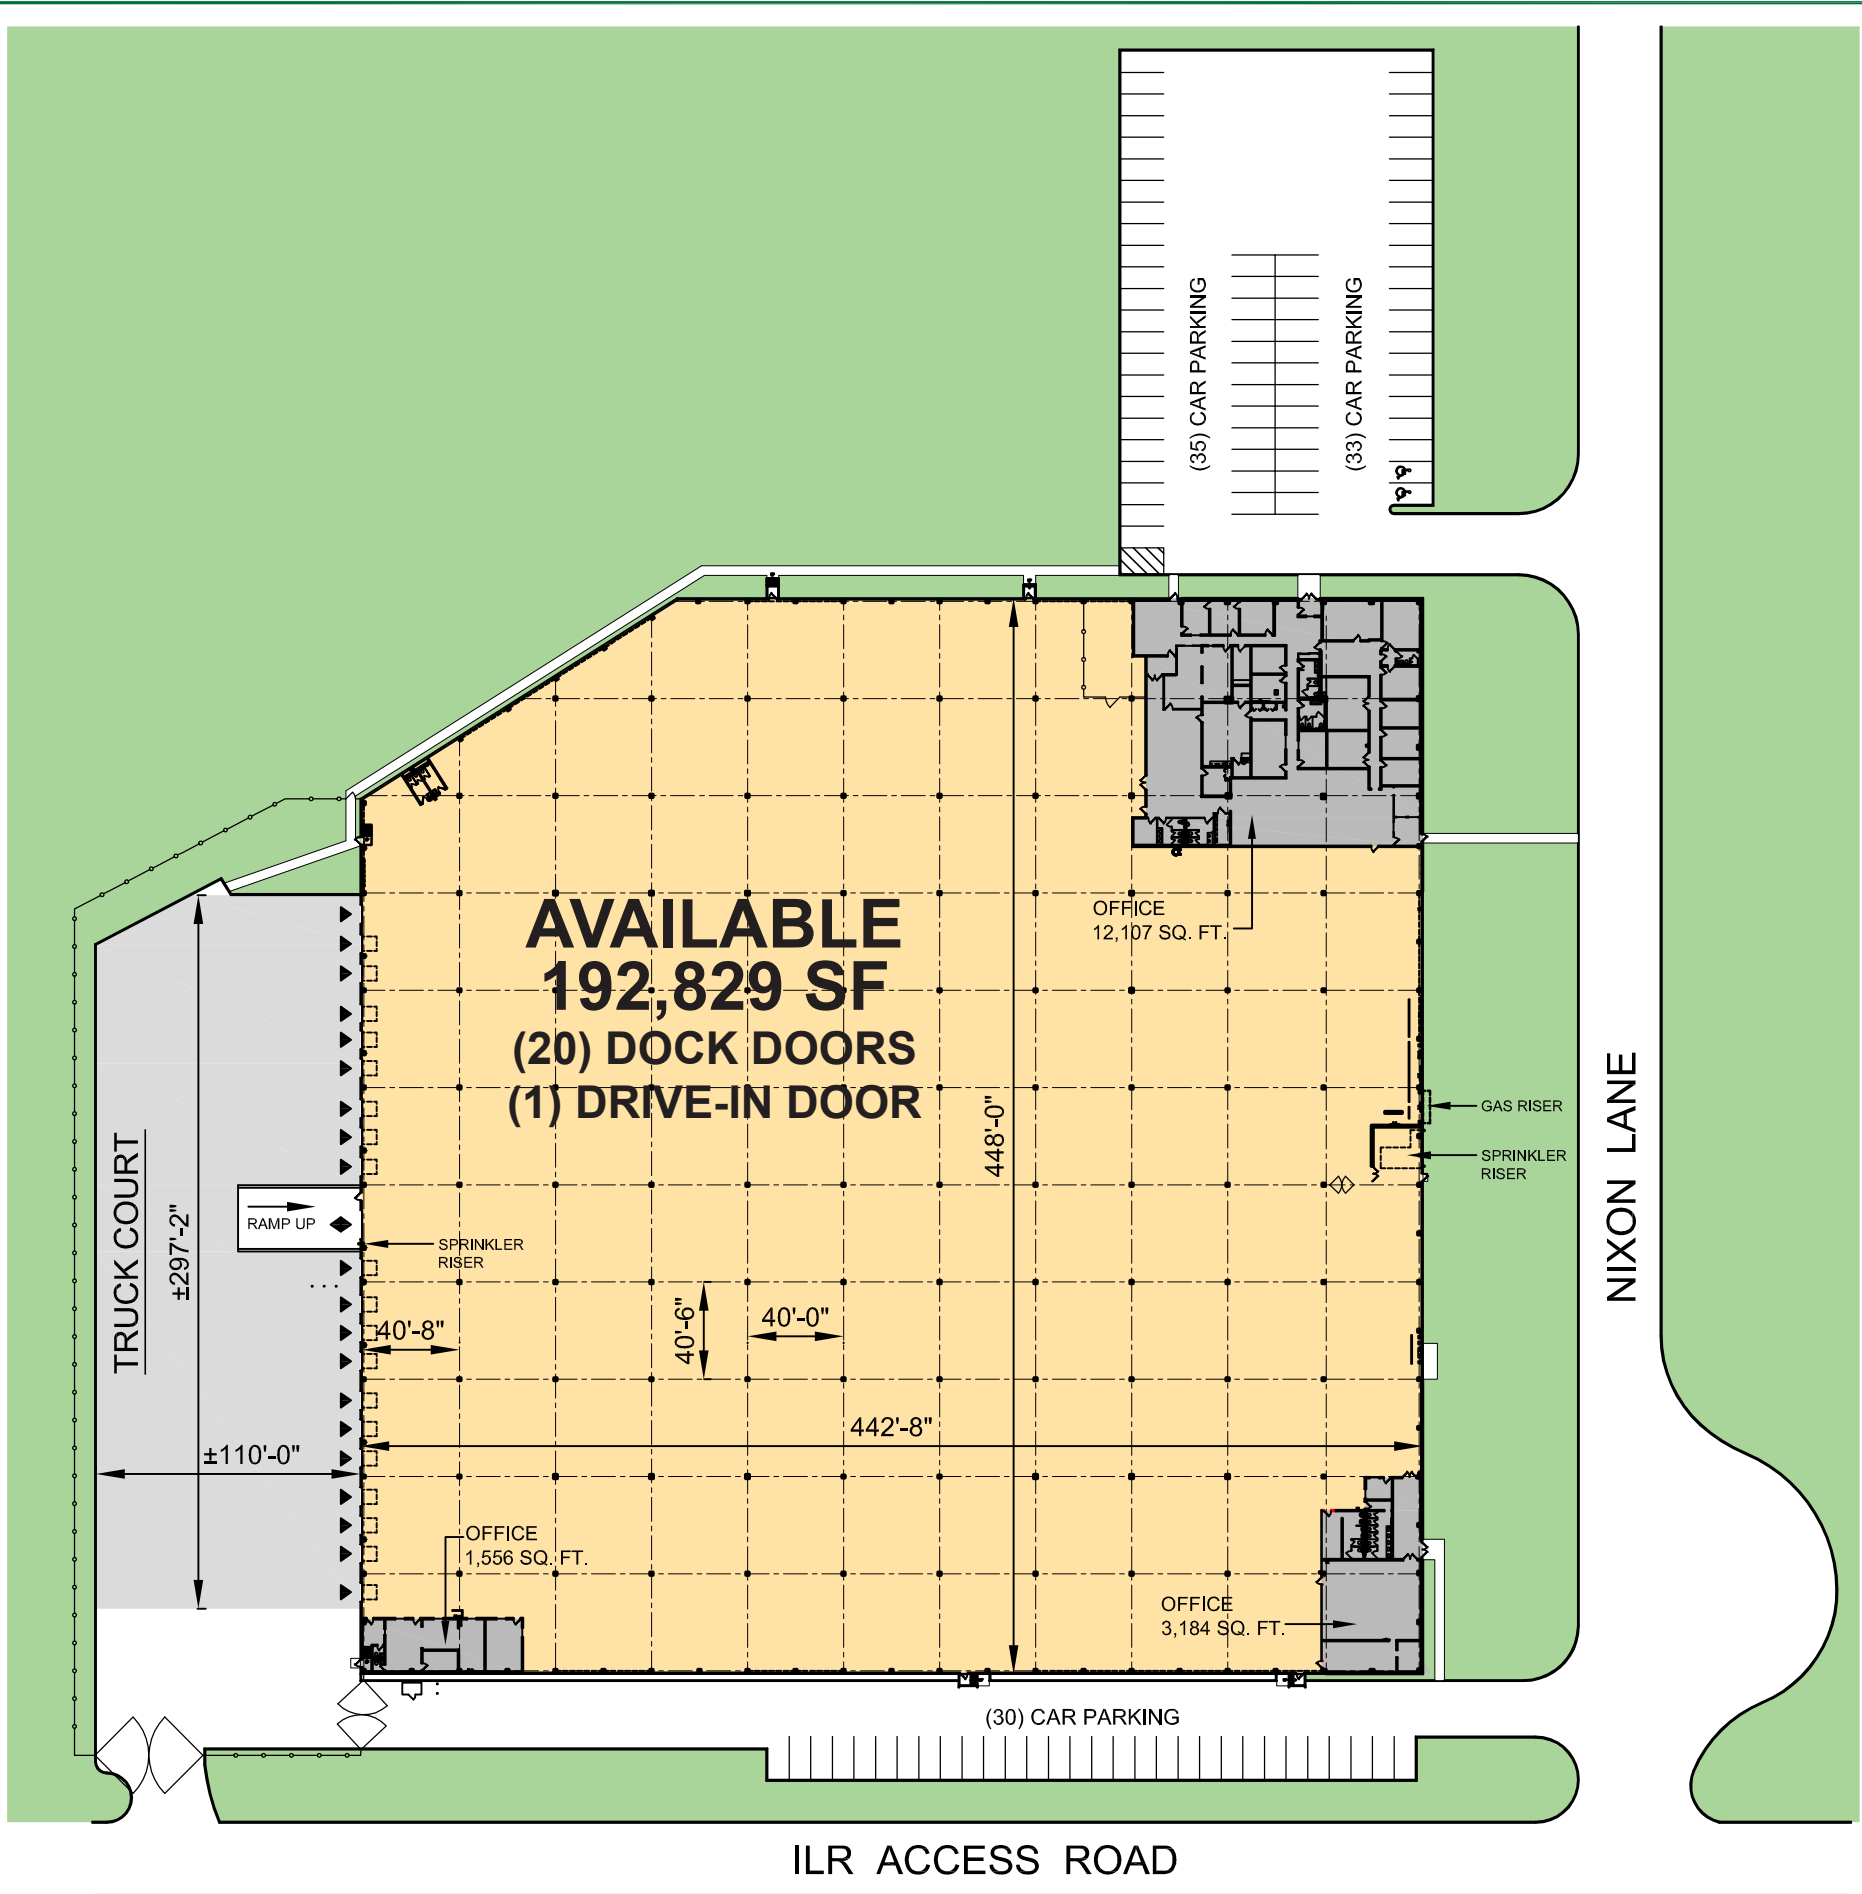 (35) CAR PARKING
(33) CAR PARKING
OFFICE
12,107 SQ. FT.
AVAILABLE
192,829 SF
(20) DOCK DOORS
(1) DRIVE-IN DOOR
448'-0"
GAS RISER
SPRINKLER
RISER
NIXON LANE
TRUCK COURT
±297'-2"
RAMP UP
SPRINKLER
RISER
40'-8"
40'-6"
40'-0"
442'-8"
±110'-0"
OFFICE
1,556 SQ. FT.
OFFICE
3,184 SQ. FT.
(30) CAR PARKING
ILR ACCESS ROAD